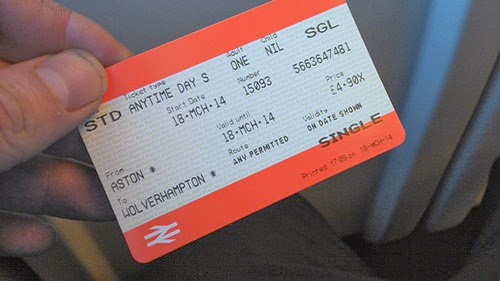 Ticket type Adult Child SGL
STD ANYTIME DAY S ONE NIL
Start Date Number
18·MCH·14 15093 5663647481
Valid until Price
18·MCH·14 £4·90X
From Route Validity
ASTON * ANY PERMITTED ON DATE SHOWN
To
WOLVERHAMPTON * SINGLE
Printed 17:09 on 18-MCH-14